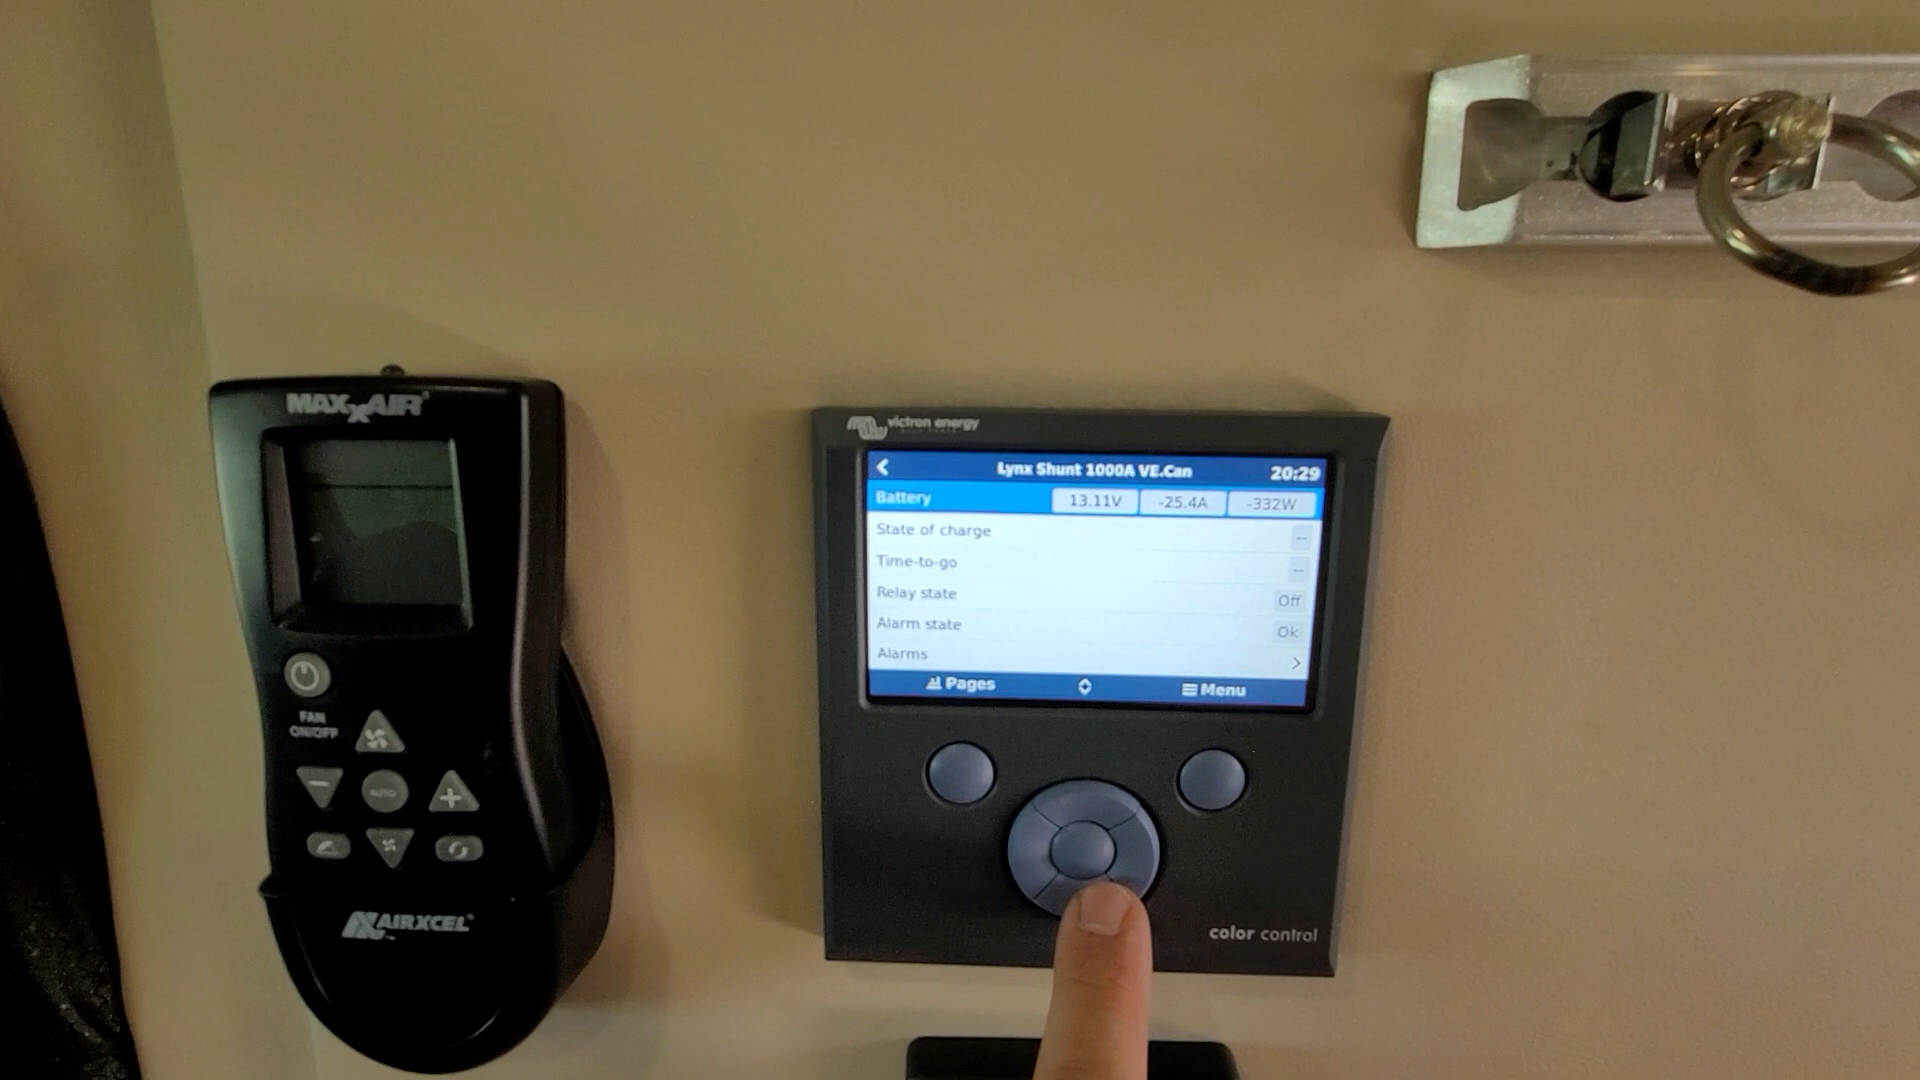 MAXXAIR
FAN
ON/OFF
AUTO
AIRXCEL
victron energy
Lynx Shunt 1000A VE.Can 20:29
Battery 13.11V -25.4A -332W
State of charge --
Time-to-go --
Relay state Off
Alarm state Ok
Alarms
Pages Menu
color control